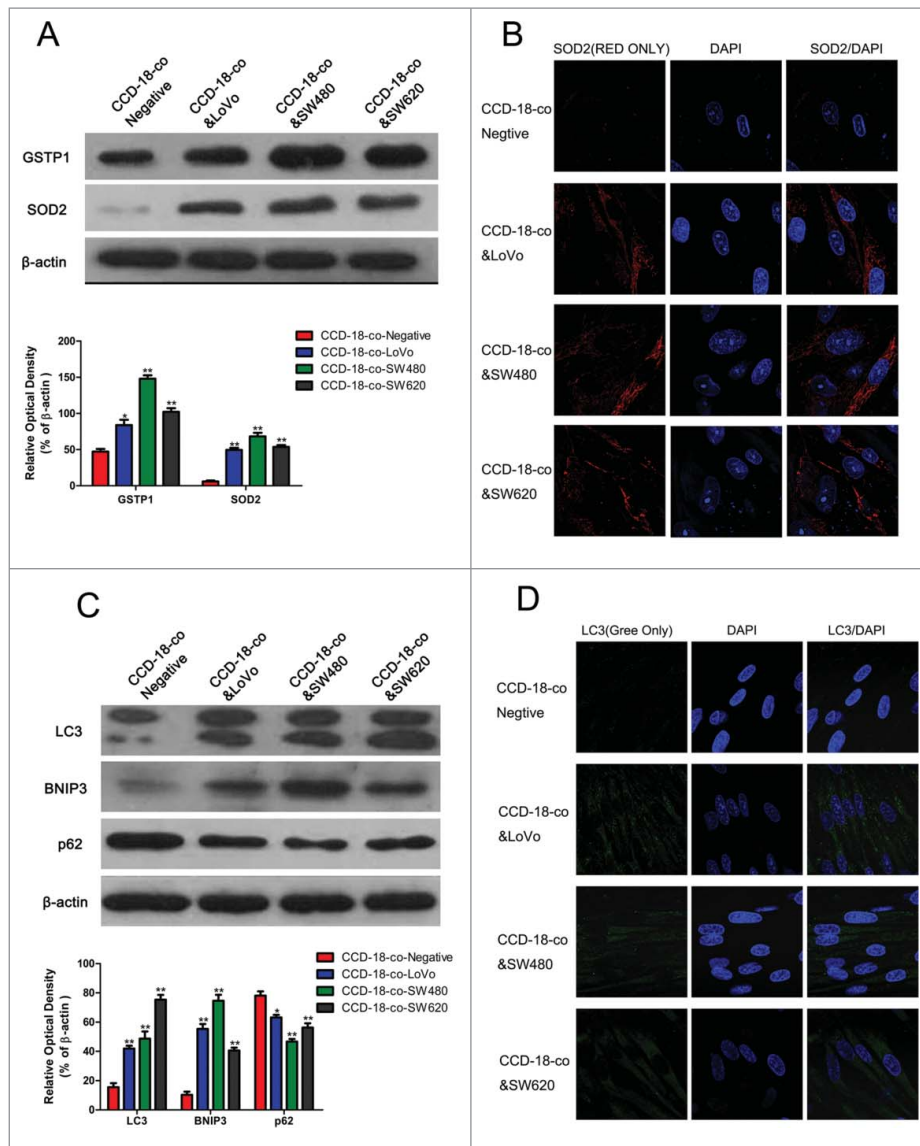 A
CCD-18-co
Negative
CCD-18-co
&LoVo
CCD-18-co
&SW480
CCD-18-co
&SW620
GSTP1
SOD2
β-actin
Relative Optical Density
(% of β-actin )
200
150
100
50
0
* ** **
** ** **
GSTP1 SOD2
CCD-18-co-Negative
CCD-18-co-LoVo
CCD-18-co-SW480
CCD-18-co-SW620
B
SOD2(RED ONLY) DAPI SOD2/DAPI
CCD-18-co
Negtive
CCD-18-co
&LoVo
CCD-18-co
&SW480
CCD-18-co
&SW620
C
CCD-18-co
Negative
CCD-18-co
&LoVo
CCD-18-co
&SW480
CCD-18-co
&SW620
LC3
BNIP3
p62
β-actin
Relative Optical Density
(% of β-actin )
100
80
60
40
20
0
** ** **
** ** **
* ** **
LC3 BNIP3 p62
CCD-18-co-Negative
CCD-18-co-LoVo
CCD-18-co-SW480
CCD-18-co-SW620
D
LC3(Gree Only) DAPI LC3/DAPI
CCD-18-co
Negtive
CCD-18-co
&LoVo
CCD-18-co
&SW480
CCD-18-co
&SW620